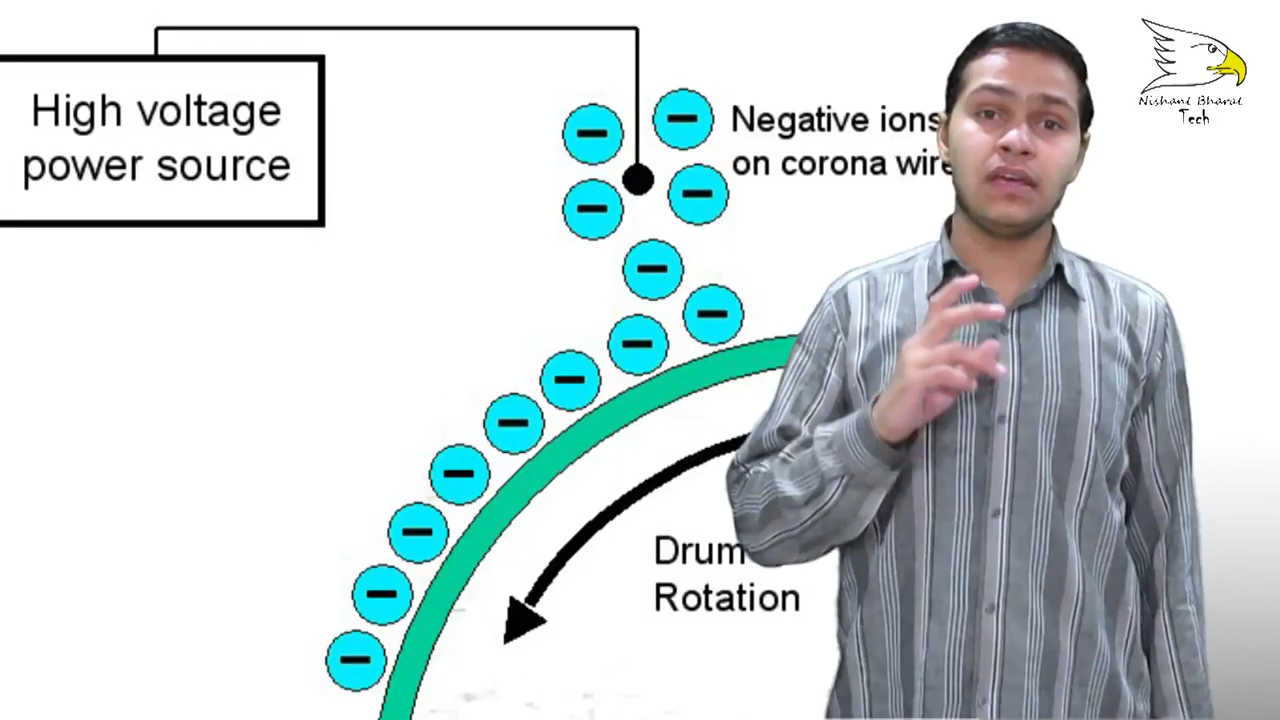 High voltage
power source
Negative ions
on corona wire
Drum
Rotation
Nishant Bharat
Tech